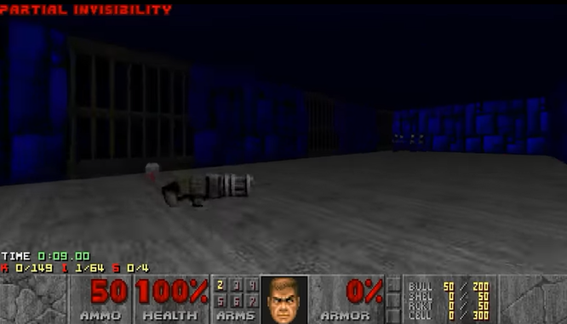 PARTIAL INVISIBILITY
TIME 0:09.00
K 0/149 I 1/64 S 0/4
50 100% 2 3 4 0% BULL 50 / 200
5 6 7 SHEL 0 / 50
ROKT 0 / 50
AMMO HEALTH ARMS ARMOR CELL 0 / 300